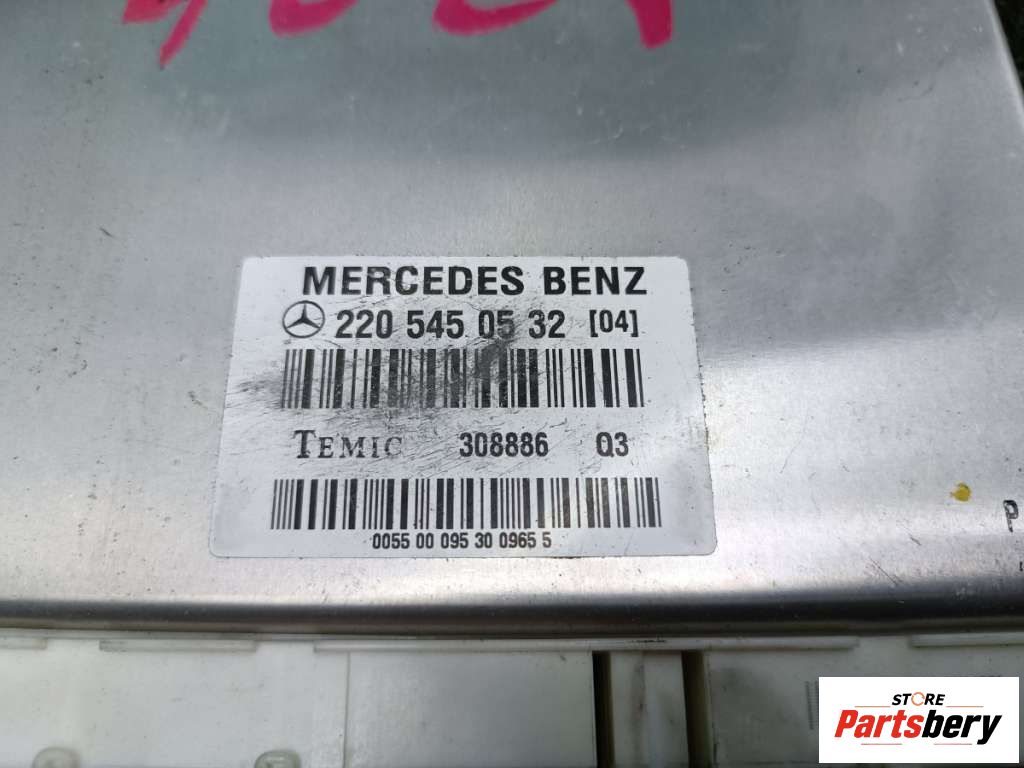 MERCEDES BENZ
220 545 05 32 [04]
TEMIC 308886 Q3
0055 00 095 30 0965 5
P
STORE
Partsbery